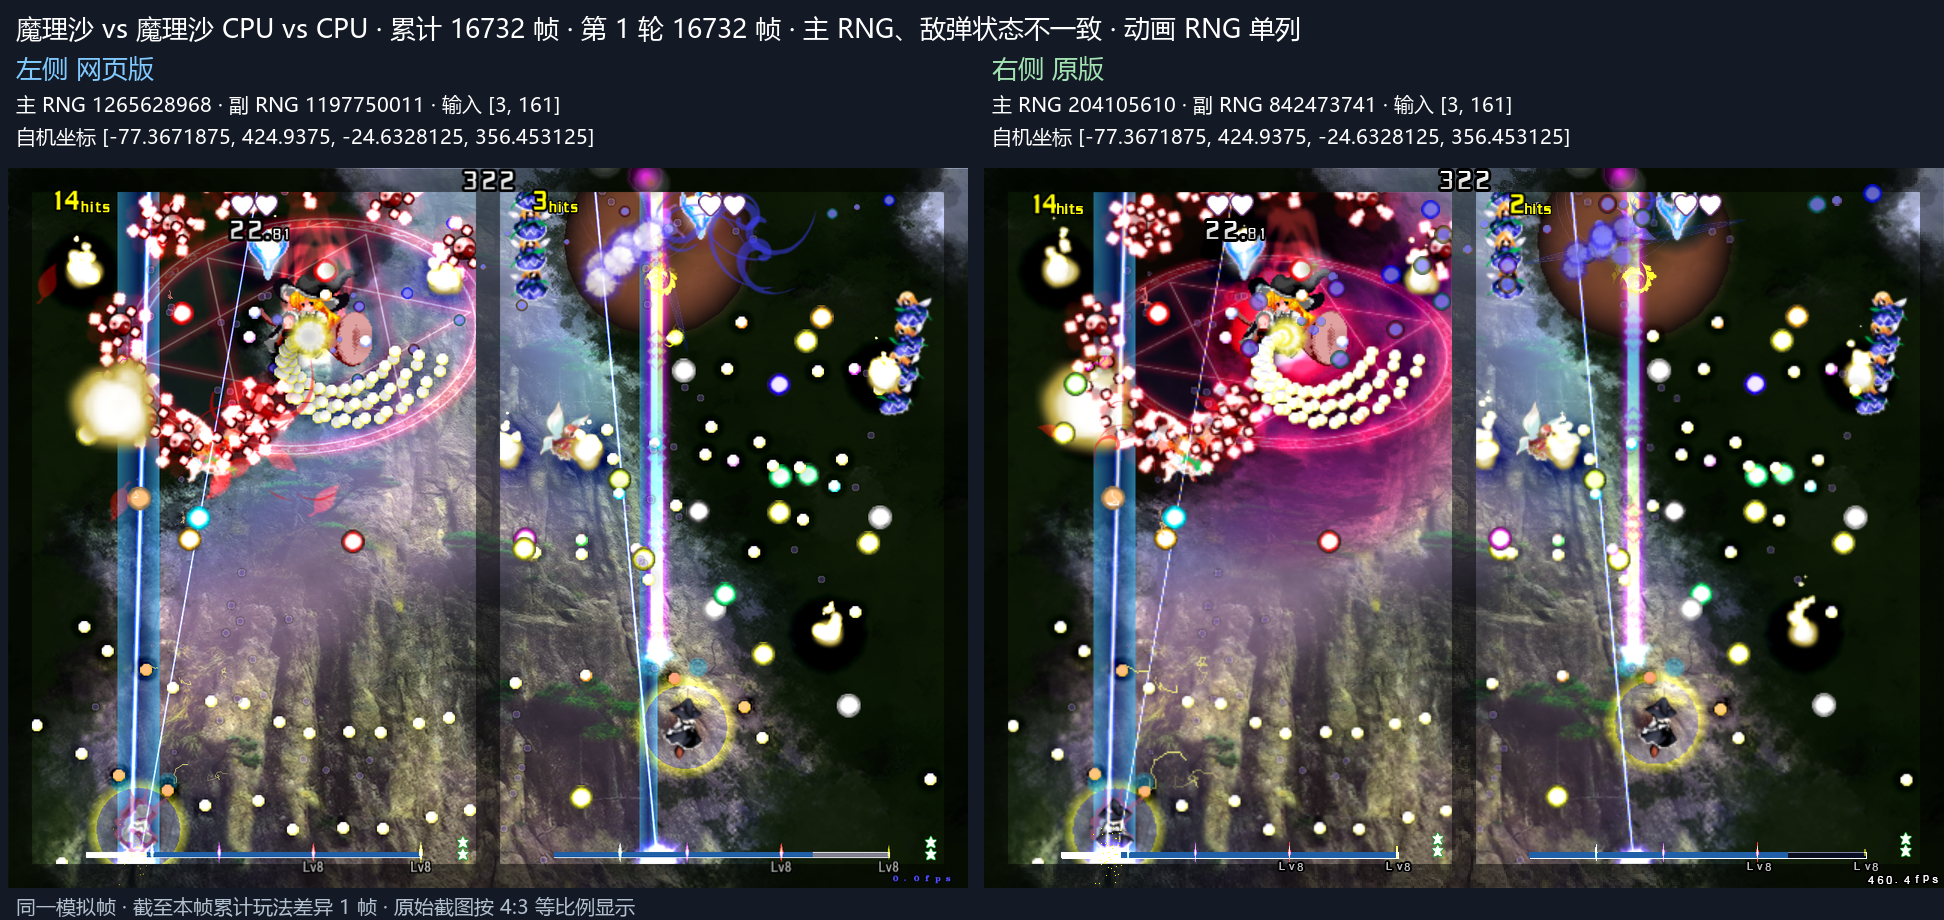 魔理沙 vs 魔理沙 CPU vs CPU · 累计 16732 帧 · 第 1 轮 16732 帧 · 主 RNG、敌弹状态不一致 · 动画 RNG 单列
左侧 网页版
主 RNG 1265628968 · 副 RNG 1197750011 · 输入 [3, 161]
自机坐标 [-77.3671875, 424.9375, -24.6328125, 356.453125]
右侧 原版
主 RNG 204105610 · 副 RNG 842473741 · 输入 [3, 161]
自机坐标 [-77.3671875, 424.9375, -24.6328125, 356.453125]
322
14hits
3hits
22.81
Lv8
Lv8
Lv8
0.0fps
322
14hits
2hits
22.81
Lv8
Lv8
Lv8
Lv8
460.4fps
同一模拟帧 · 截至本帧累计玩法差异 1 帧 · 原始截图按 4:3 等比例显示